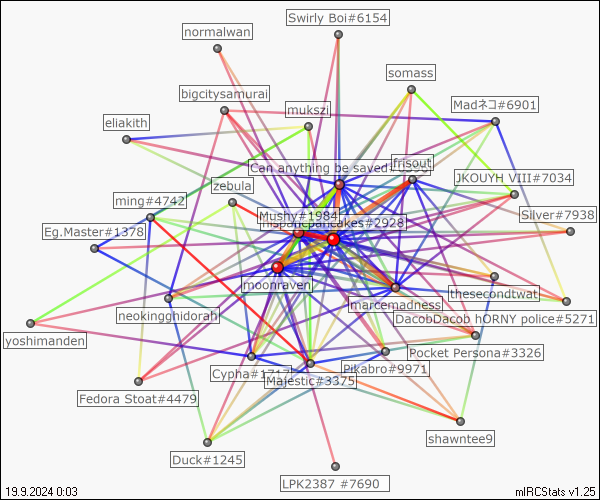 Swirly Boi#6154
normalwan
somass
bigcitysamurai
Madネコ#6901
mukszi
eliakith
Can anything be saved?
frisout
JKOUYH VIII#7034
zebula
ming#4742
Mushy#1984
Silver#7938
pancakes#2928
Eg.Master#1378
moonraven
thesecondtwat
marcemadness
neokingghidorah
DacobDacob
hORNY police#5271
yoshimanden
Pocket Persona#3326
Pikabro#9971
Cypha#1717
Majestic#3375
Fedora Stoat#4479
shawntee9
Duck#1245
LPK2387 #7690
19.9.2024 0:03
mIRCStats v1.25